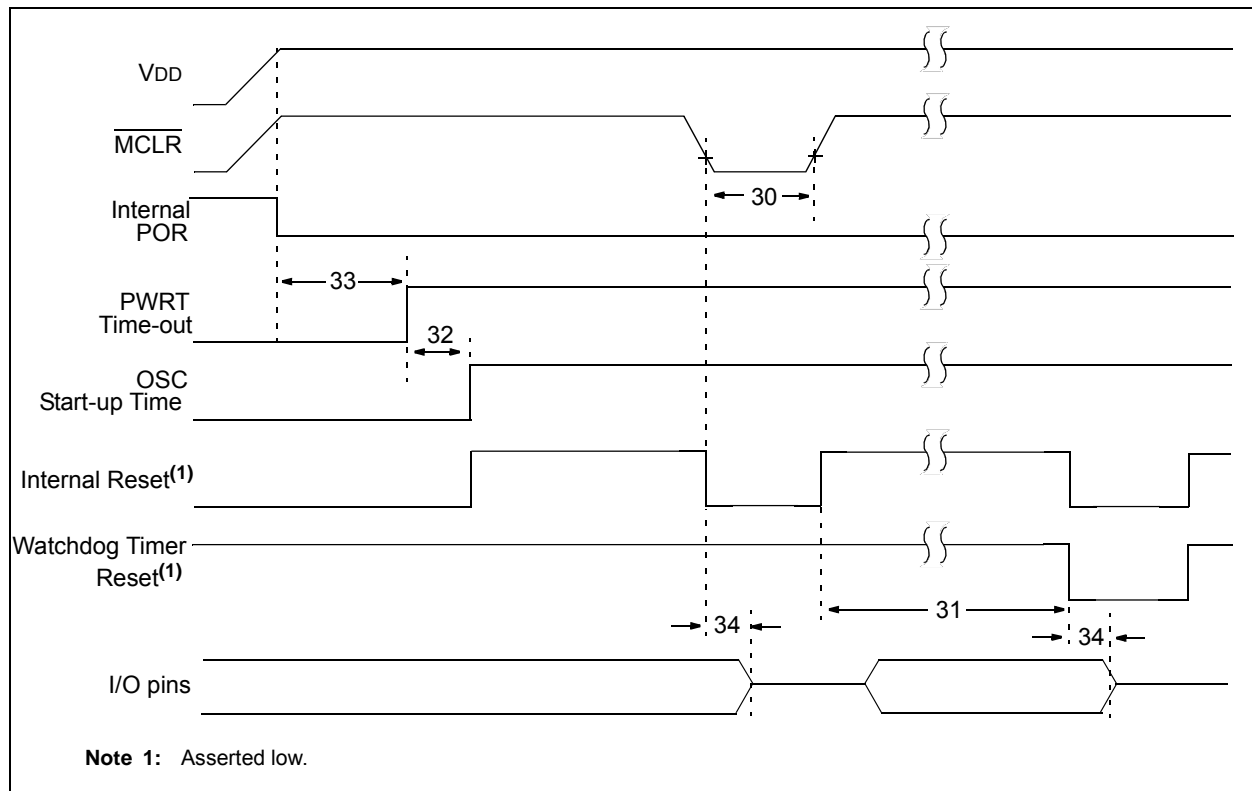 VDD
MCLR
30
Internal
POR
33
PWRT
Time-out
32
OSC
Start-up Time
Internal Reset(1)
Watchdog Timer
Reset(1)
31
34
34
I/O pins
Note 1: Asserted low.